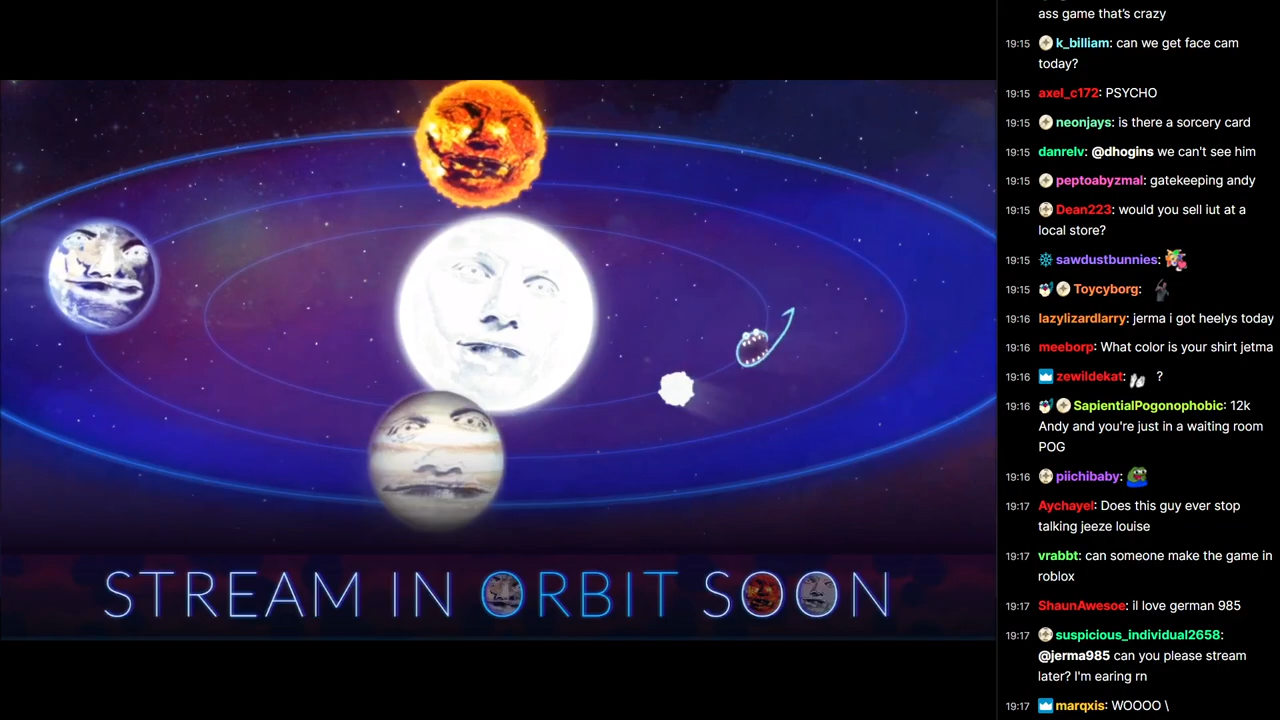 STREAM IN ORBIT SOON
ass game that's crazy
19:15 k_billiam: can we get face cam
today?
19:15 axel_c172: PSYCHO
19:15 neonjays: is there a sorcery card
19:15 danrelv: @dhogins we can't see him
19:15 peptoabyzmal: gatekeeping andy
19:15 Dean223: would you sell iut at a
local store?
19:15 sawdustbunnies:
19:15 Toycyborg:
19:16 lazylizardlarry: jerma i got heelys today
19:16 meeborp: What color is your shirt jetma
19:16 zewildekat: ?
19:16 SapientialPogonophobic: 12k
Andy and you're just in a waiting room
POG
19:16 piichibaby:
19:17 Aychayel: Does this guy ever stop
talking jeeze louise
19:17 vrabbt: can someone make the game in
roblox
19:17 ShaunAwesoe: il love german 985
19:17 suspicious_individual2658:
@jerma985 can you please stream
later? I'm earing rn
19:17 marqxis: WOOOO \